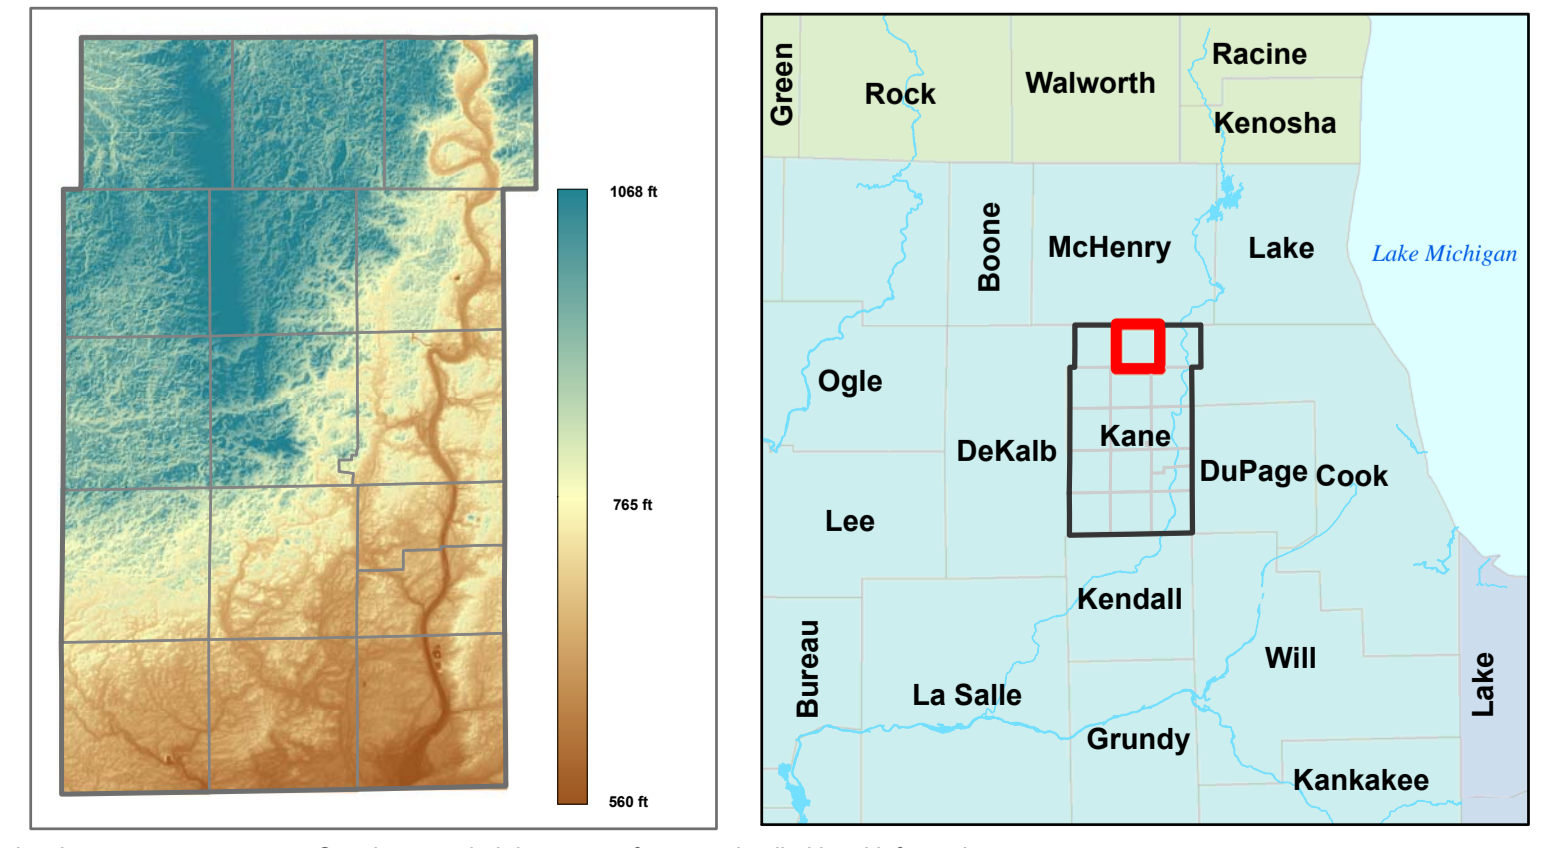 1068 ft
765 ft
560 ft
Green
Rock
Walworth
Racine
Kenosha
Boone
McHenry
Lake
Lake Michigan
Ogle
DeKalb
Kane
DuPage
Cook
Lee
Kendall
Bureau
La Salle
Will
Lake
Grundy
Kankakee